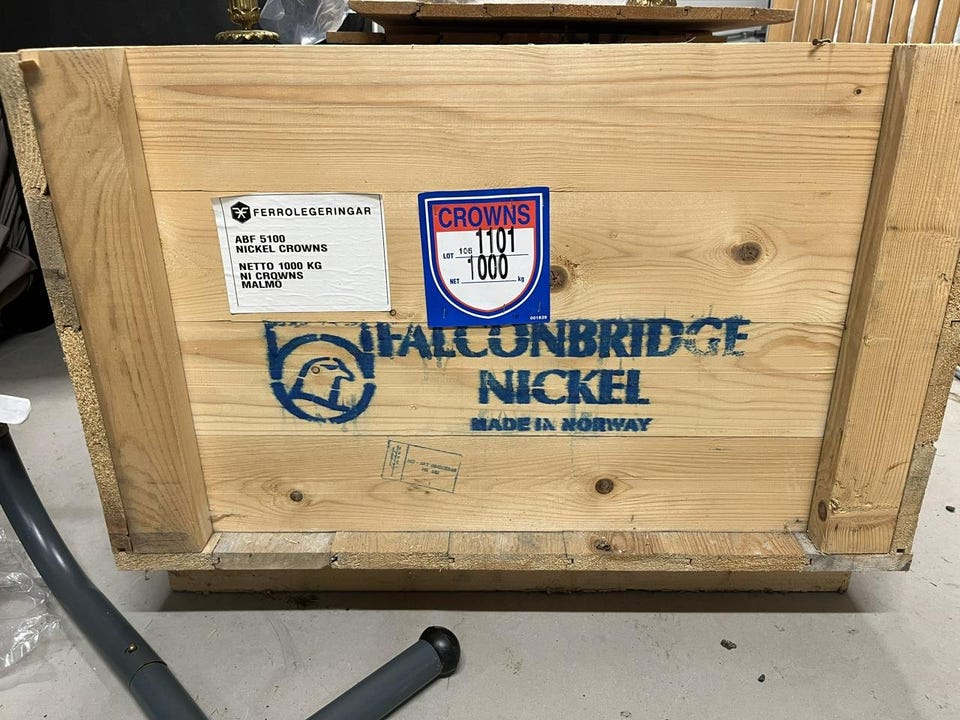 FERROLEGERINGAR
ABF 5100
NICKEL CROWNS
NETTO 1000 KG
NI CROWNS
MALMO
CROWNS
LOT 106 1101
NET 1000 kg
001629
FALCONBRIDGE
NICKEL
MADE IN NORWAY